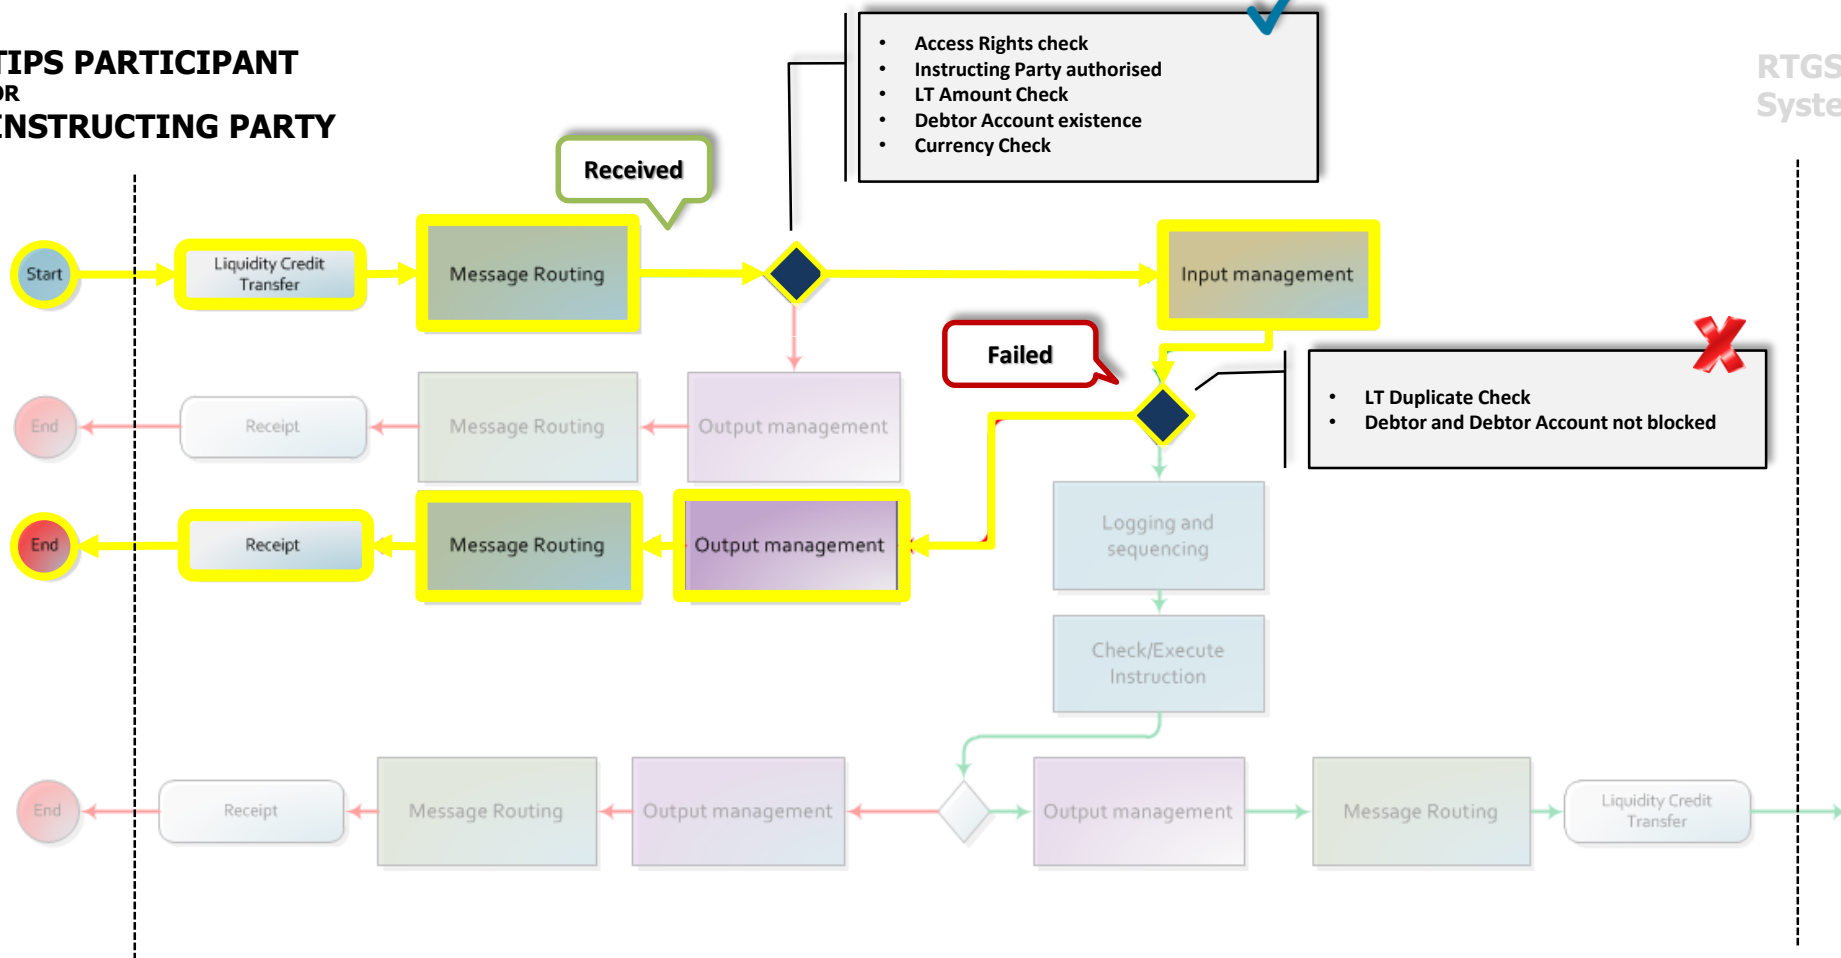 TIPS PARTICIPANT
OR
INSTRUCTING PARTY
• Access Rights check
• Instructing Party authorised
• LT Amount Check
• Debtor Account existence
• Currency Check
RTGS
Syste
Received
Start
Liquidity Credit
Transfer
Message Routing
Input management
Failed
• LT Duplicate Check
• Debtor and Debtor Account not blocked
End
Receipt
Message Routing
Output management
End
Receipt
Message Routing
Output management
Logging and
sequencing
Check/Execute
Instruction
End
Receipt
Message Routing
Output management
Output management
Message Routing
Liquidity Credit
Transfer